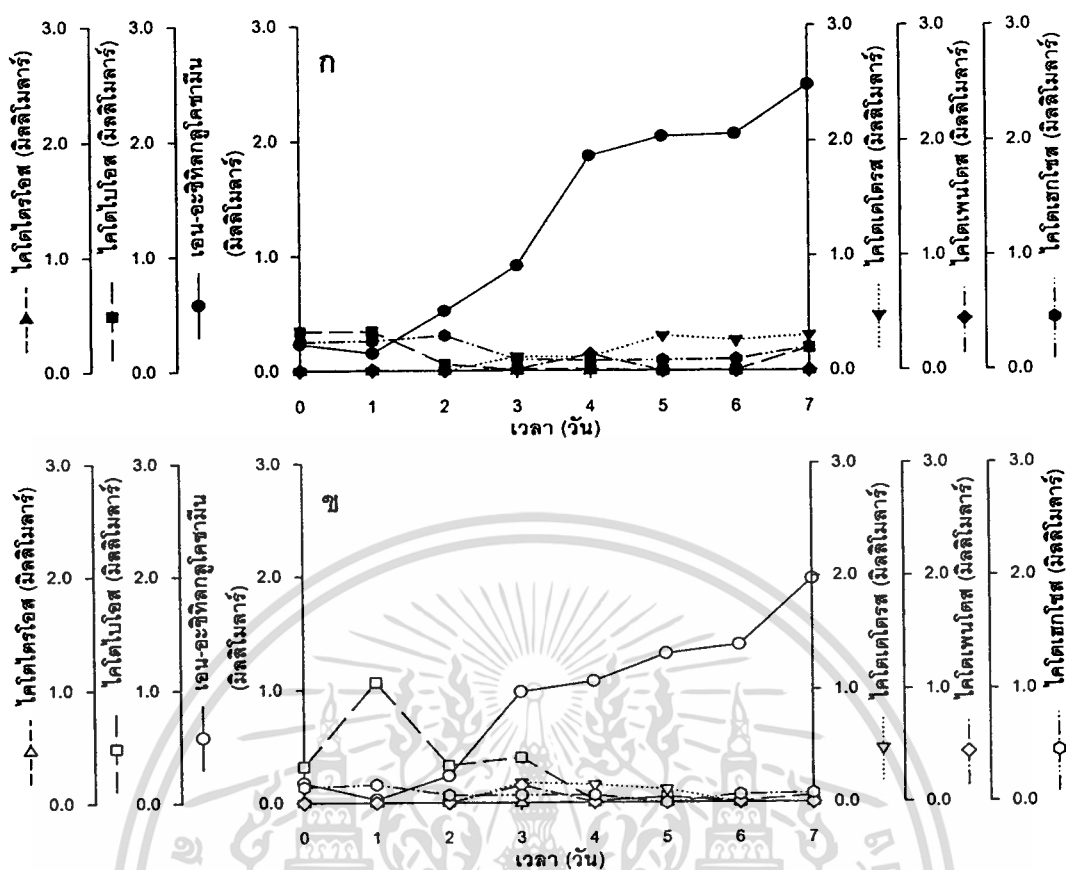 ก
ไคโตไตรโอส (มิลลิโมลาร์)
ไคโตไบโอส (มิลลิโมลาร์)
เอน-อะซิทิลกลูโคซามีน
(มิลลิโมลาร์)
3.0 3.0 3.0 3.0 3.0 3.0
2.0 2.0 2.0 2.0 2.0 2.0
1.0 1.0 1.0 1.0 1.0 1.0
0.0 0.0 0.0 0.0 0.0 0.0
ไคโตเตโตรส (มิลลิโมลาร์)
ไคโตเพนโตส (มิลลิโมลาร์)
ไคโตเฮกโซส (มิลลิโมลาร์)
0 1 2 3 4 5 6 7
เวลา (วัน)
ข
ไคโตไตรโอส (มิลลิโมลาร์)
ไคโตไบโอส (มิลลิโมลาร์)
เอน-อะซิทิลกลูโคซามีน
(มิลลิโมลาร์)
3.0 3.0 3.0 3.0 3.0 3.0
2.0 2.0 2.0 2.0 2.0 2.0
1.0 1.0 1.0 1.0 1.0 1.0
0.0 0.0 0.0 0.0 0.0 0.0
ไคโตเตโตรส (มิลลิโมลาร์)
ไคโตเพนโตส (มิลลิโมลาร์)
ไคโตเฮกโซส (มิลลิโมลาร์)
0 1 2 3 4 5 6 7
เวลา (วัน)